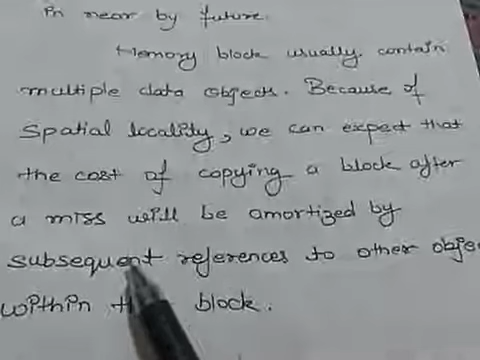 in near by future.
Memory block usually. contain
multiple data objects. Because of
Spatial locality, we can expect that
the cost of copying a block after
a miss will be amortized by
subsequent references to other obje
within block.